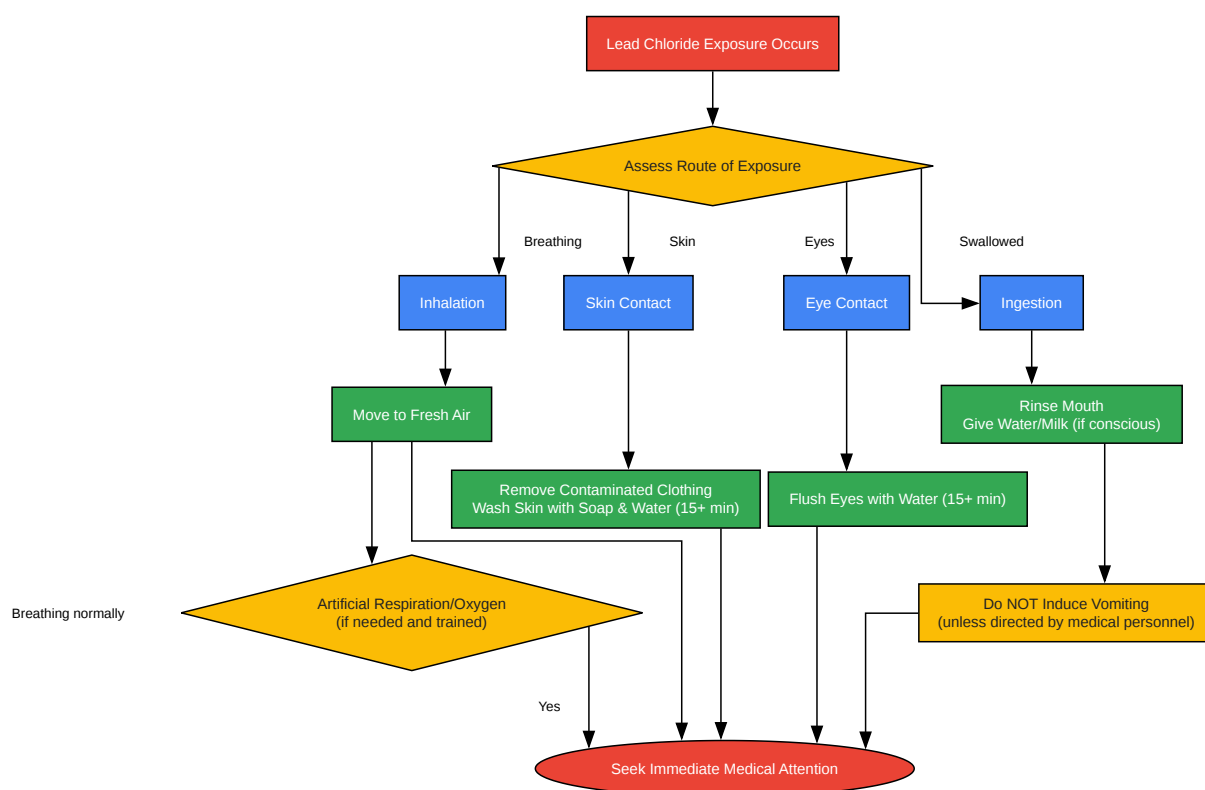 Lead Chloride Exposure Occurs
Assess Route of Exposure
Breathing
Skin
Eyes
Swallowed
Inhalation
Skin Contact
Eye Contact
Ingestion
Move to Fresh Air
Rinse Mouth
Give Water/Milk (if conscious)
Remove Contaminated Clothing
Wash Skin with Soap & Water (15+ min)
Flush Eyes with Water (15+ min)
Breathing normally
Artificial Respiration/Oxygen
(if needed and trained)
Do NOT Induce Vomiting
(unless directed by medical personnel)
Yes
Seek Immediate Medical Attention